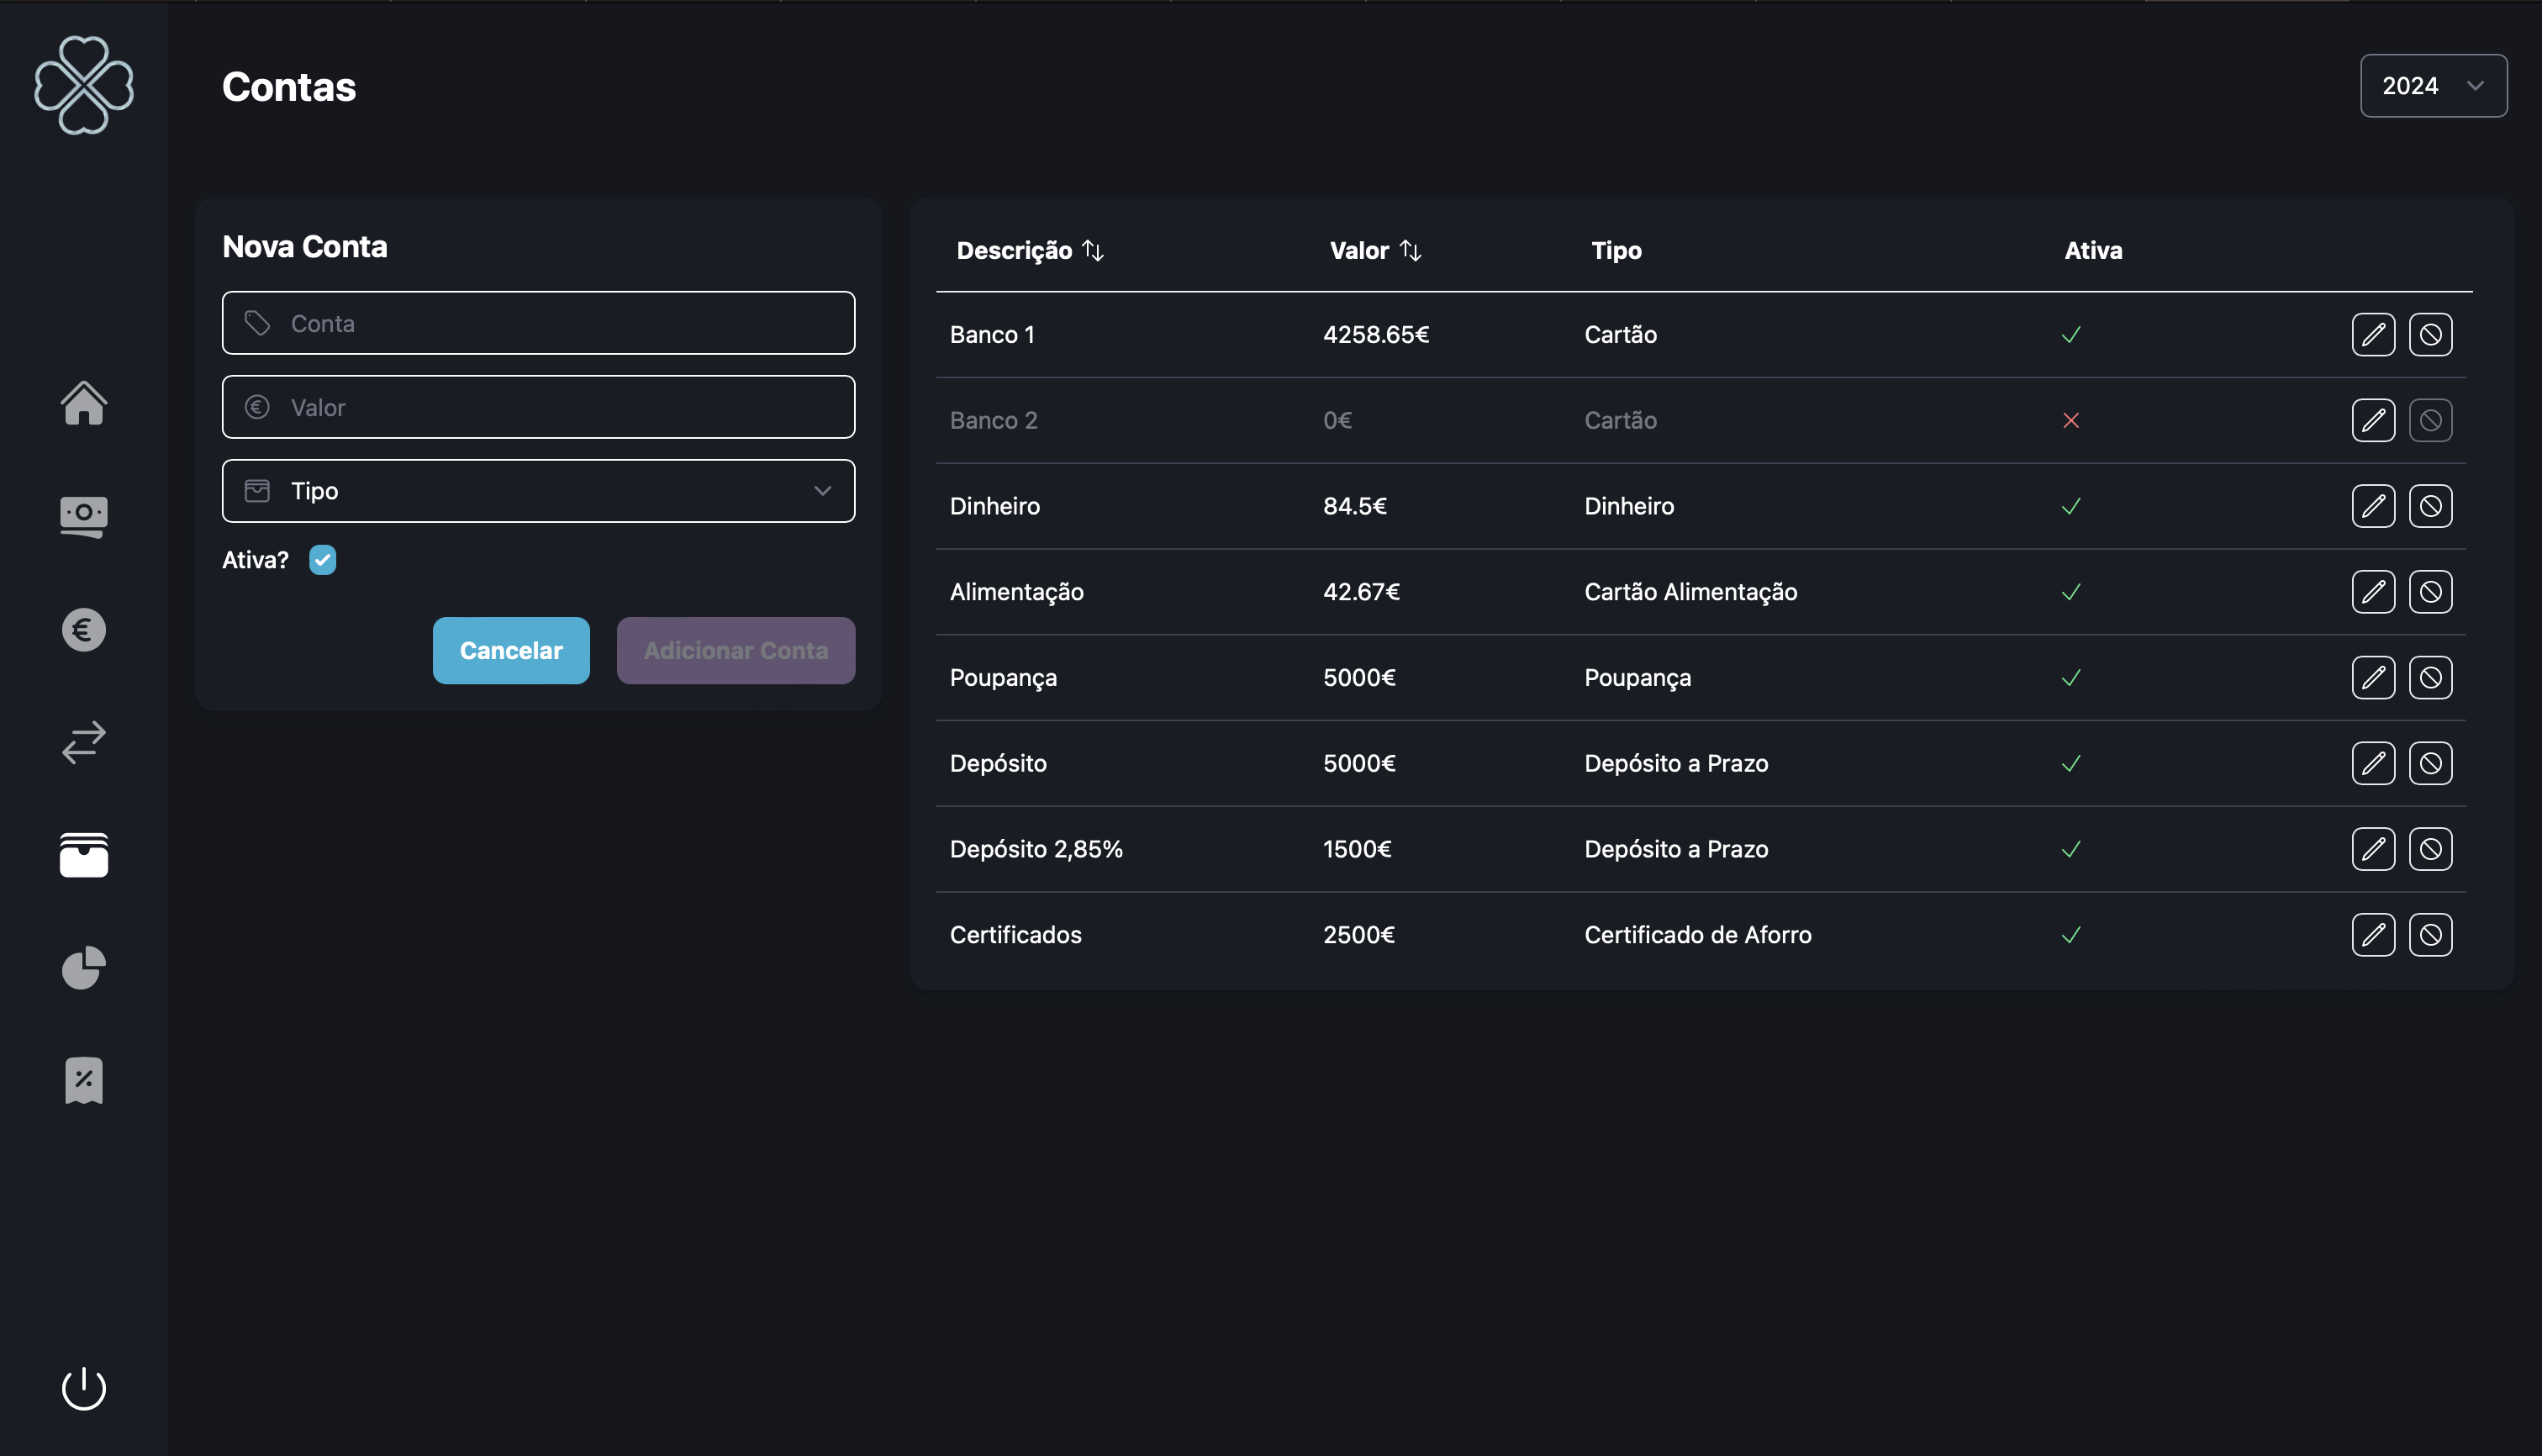 Contas
2024
Nova Conta
Conta
Valor
Tipo
Ativa?
Cancelar Adicionar Conta
Descrição Valor Tipo Ativa
Banco 1 4258.65€ Cartão
Banco 2 0€ Cartão
Dinheiro 84.5€ Dinheiro
Alimentação 42.67€ Cartão Alimentação
Poupança 5000€ Poupança
Depósito 5000€ Depósito a Prazo
Depósito 2,85% 1500€ Depósito a Prazo
Certificados 2500€ Certificado de Aforro